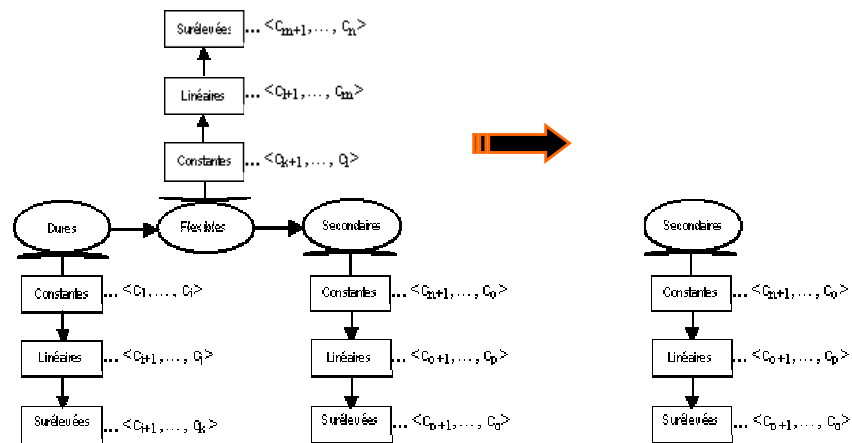 Surélevées ... <Cm+1,..., Cn>
Linéaires ... <Cl+1,..., Cm>
Constantes ... <Ck+1,..., Cl>
Dures
Flexibles
Secondaires
Secondaires
Constantes ... <C1,..., Ci>
Constantes ... <Cn+1,..., Co>
Constantes ... <Cn+1,..., Co>
Linéaires ... <Ci+1,..., Cj>
Linéaires ... <Co+1,..., Cp>
Linéaires ... <Co+1,..., Cp>
Surélevées ... <Cj+1,..., Ck>
Surélevées ... <Cp+1,..., Cq>
Surélevées ... <Cp+1,..., Cq>